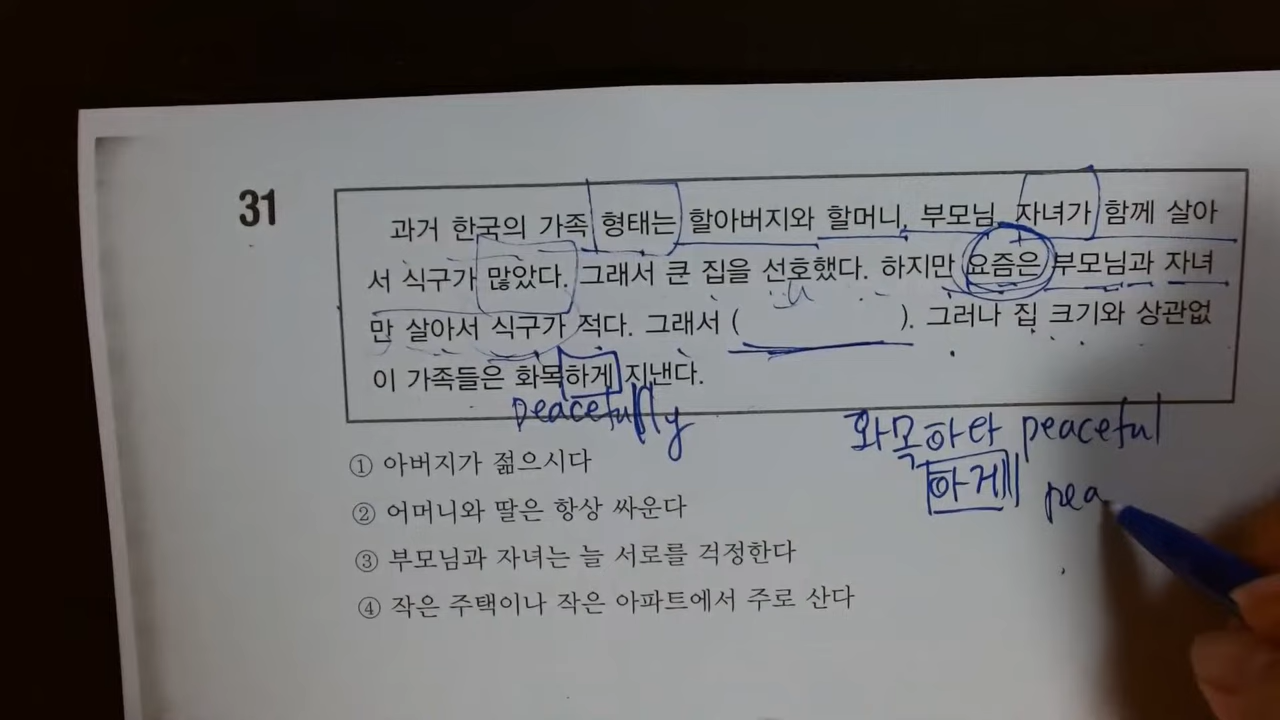 31
과거 한국의 가족 형태는 할아버지와 할머니, 부모님, 자녀가 함께 살아
서 식구가 많았다. 그래서 큰 집을 선호했다. 하지만 요즘은 부모님과 자녀
만 살아서 식구가 적다. 그래서 ( ). 그러나 집 크기와 상관없
이 가족들은 화목하게 지낸다.
peacefully
화목하다 peaceful
하게 pea
① 아버지가 젊으시다
② 어머니와 딸은 항상 싸운다
③ 부모님과 자녀는 늘 서로를 걱정한다
④ 작은 주택이나 작은 아파트에서 주로 산다